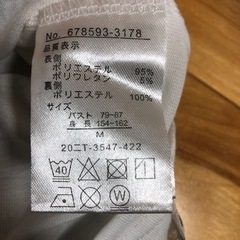 No. 678593-3178
品質表示
表側
ポリエステル 95%
ポリウレタン 5%
裏側
ポリエステル 100%
サイズ
バスト 79-87
身長 154-162
M
20二T-3547-422
40
W